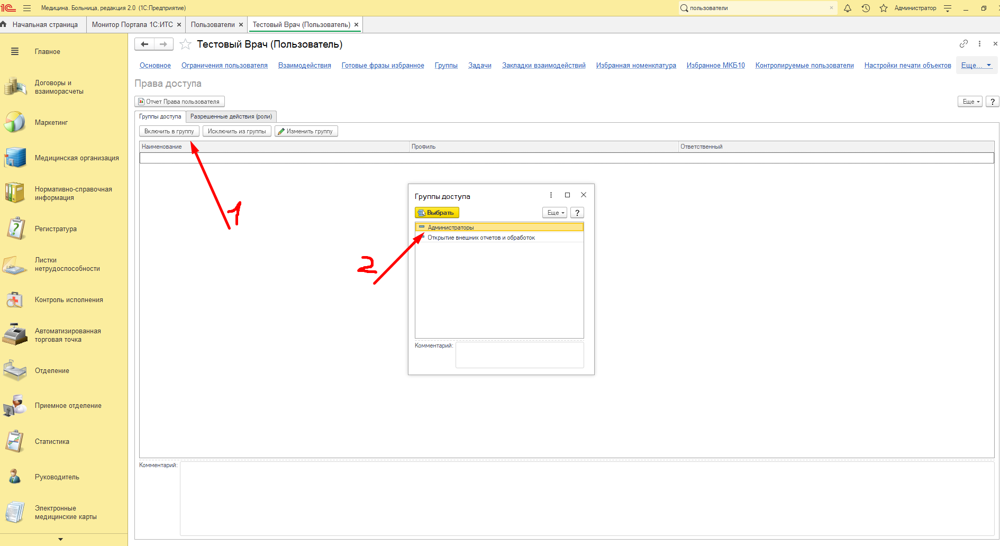 1С Медицина. Больница, редакция 2.0 (1С:Предприятие) пользователи × Администратор
Начальная страница Монитор Портала 1С:ИТС × Пользователи × Тестовый Врач (Пользователь) ×
Главное
Договоры и
взаиморасчеты
Маркетинг
Медицинская организация
Нормативно-справочная
информация
Регистратура
Листки
нетрудоспособности
Контроль исполнения
Автоматизированная
торговая точка
Отделение
Приемное отделение
Статистика
Руководитель
Электронные
медицинские карты
Тестовый Врач (Пользователь)
Основное Ограничения пользователя Взаимодействия Готовые фразы избранное Группы Задачи Закладки взаимодействий Избранная номенклатура Избранное МКБ10 Контролируемые пользователи Настройки печати объектов Еще...
Права доступа
Отчет Права пользователя Еще ?
Группы доступа Разрешенные действия (роли)
Включить в группу Исключить из группы Изменить группу
Наименование Профиль Ответственный
1
2
Группы доступа
Выбрать Еще ?
Администраторы
Открытие внешних отчетов и обработок
Комментарий:
Комментарий: